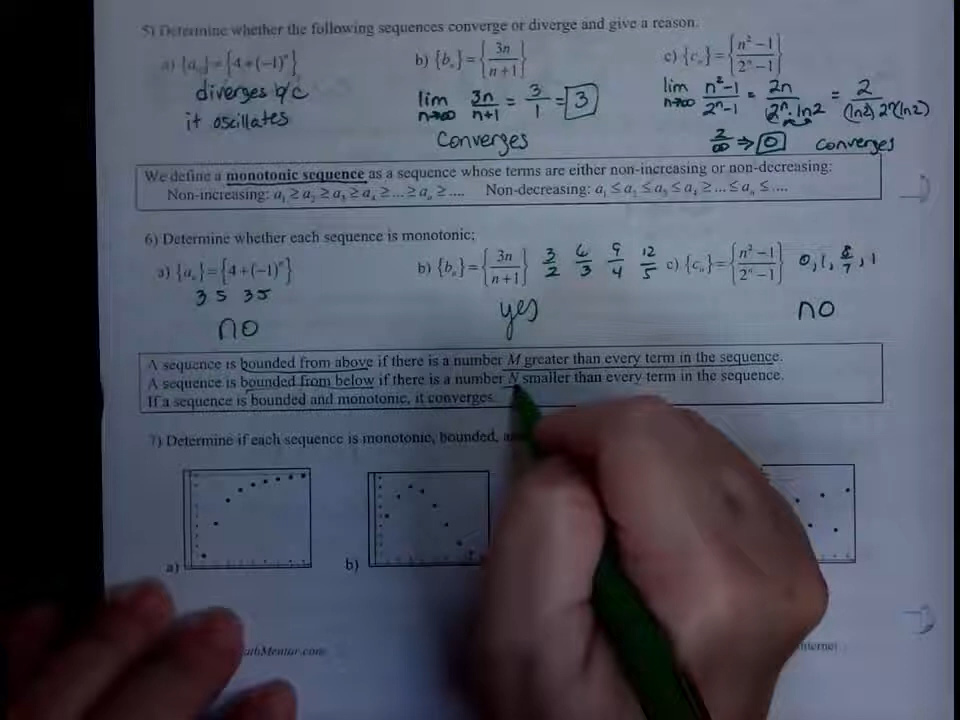 5) Determine whether the following sequences converge or diverge and give a reason.
a) {aₙ} = {4+(-1)ⁿ}
diverges b/c
it oscillates
b) {bₙ} = {3n/(n+1)}
lim n→∞ 3n/n+1 = 3/1 = 3
Converges
c) {cₙ} = {(n²-1)/(2ⁿ-1)}
lim n→∞ n²-1/2ⁿ-1 = 2n/2ⁿ·ln2 = 2/(ln2)2ⁿ(ln2)
2/∞ ⇒ 0 converges
We define a monotonic sequence as a sequence whose terms are either non-increasing or non-decreasing:
Non-increasing: a₁ ≥ a₂ ≥ a₃ ≥ a₄ ≥ ... ≥ aₙ ≥ .... Non-decreasing: a₁ ≤ a₂ ≤ a₃ ≤ a₄ ≥ ... ≤ aₙ ≤ ....
6) Determine whether each sequence is monotonic:
a) {aₙ} = {4+(-1)ⁿ}
3 5 3 5
no
b) {bₙ} = {3n/(n+1)} 3/2 6/3 9/4 12/5
yes
c) {cₙ} = {(n²-1)/(2ⁿ-1)} 0, 1, 8/7, 1
no
A sequence is bounded from above if there is a number M greater than every term in the sequence.
A sequence is bounded from below if there is a number N smaller than every term in the sequence.
If a sequence is bounded and monotonic, it converges.
7) Determine if each sequence is monotonic, bounded,
a)
b)